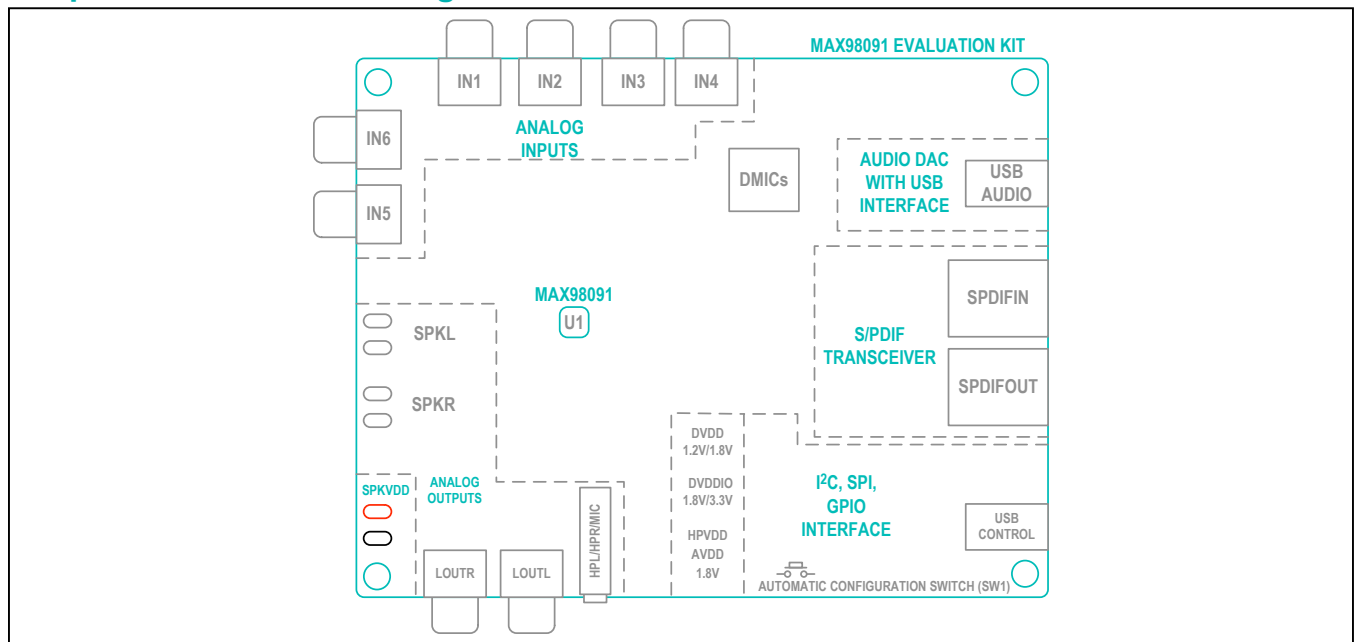 MAX98091 EVALUATION KIT
IN1
IN2
IN3
IN4
IN6
IN5
ANALOG
INPUTS
DMICs
AUDIO DAC
WITH USB
INTERFACE
USB
AUDIO
MAX98091
U1
SPKL
SPKR
S/PDIF
TRANSCEIVER
SPDIFIN
SPDIFOUT
SPKVDD
ANALOG
OUTPUTS
LOUTR
LOUTL
HPL/HPR/MIC
DVDD
1.2V/1.8V
DVDDIO
1.8V/3.3V
HPVDD
AVDD
1.8V
I²C, SPI,
GPIO
INTERFACE
USB
CONTROL
AUTOMATIC CONFIGURATION SWITCH (SW1)